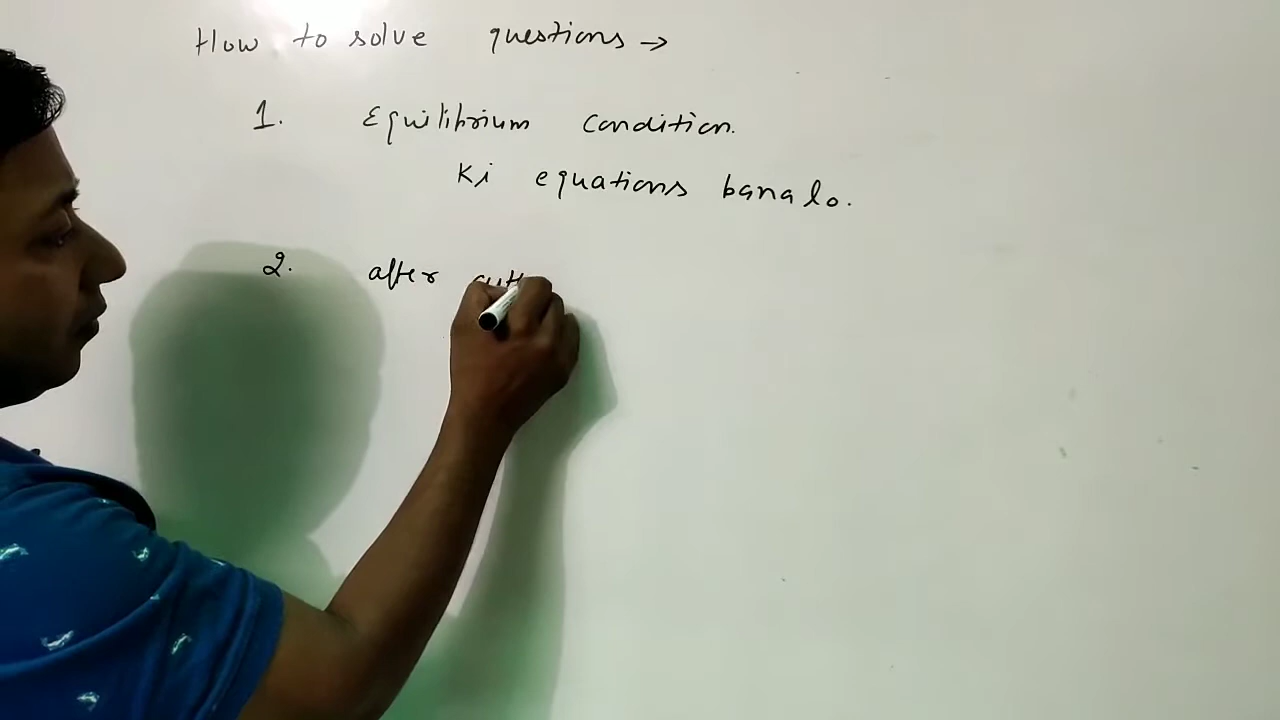 How to solve questions →
1. Equilibrium condition.
Ki equations banalo.
2. after